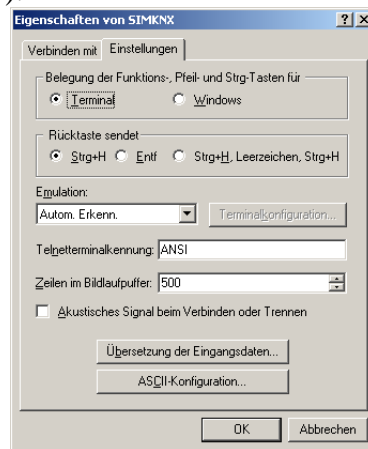 ).
Eigenschaften von SIMKNX
Verbinden mit Einstellungen
Belegung der Funktions-, Pfeil- und Strg-Tasten für
Terminal Windows
Rücktaste sendet
Strg+H Entf Strg+H, Leerzeichen, Strg+H
Emulation:
Autom. Erkenn. Terminalkonfiguration...
Telnetterminalkennung: ANSI
Zeilen im Bildlaufpuffer: 500
Akustisches Signal beim Verbinden oder Trennen
Übersetzung der Eingangsdaten...
ASCII-Konfiguration...
OK Abbrechen